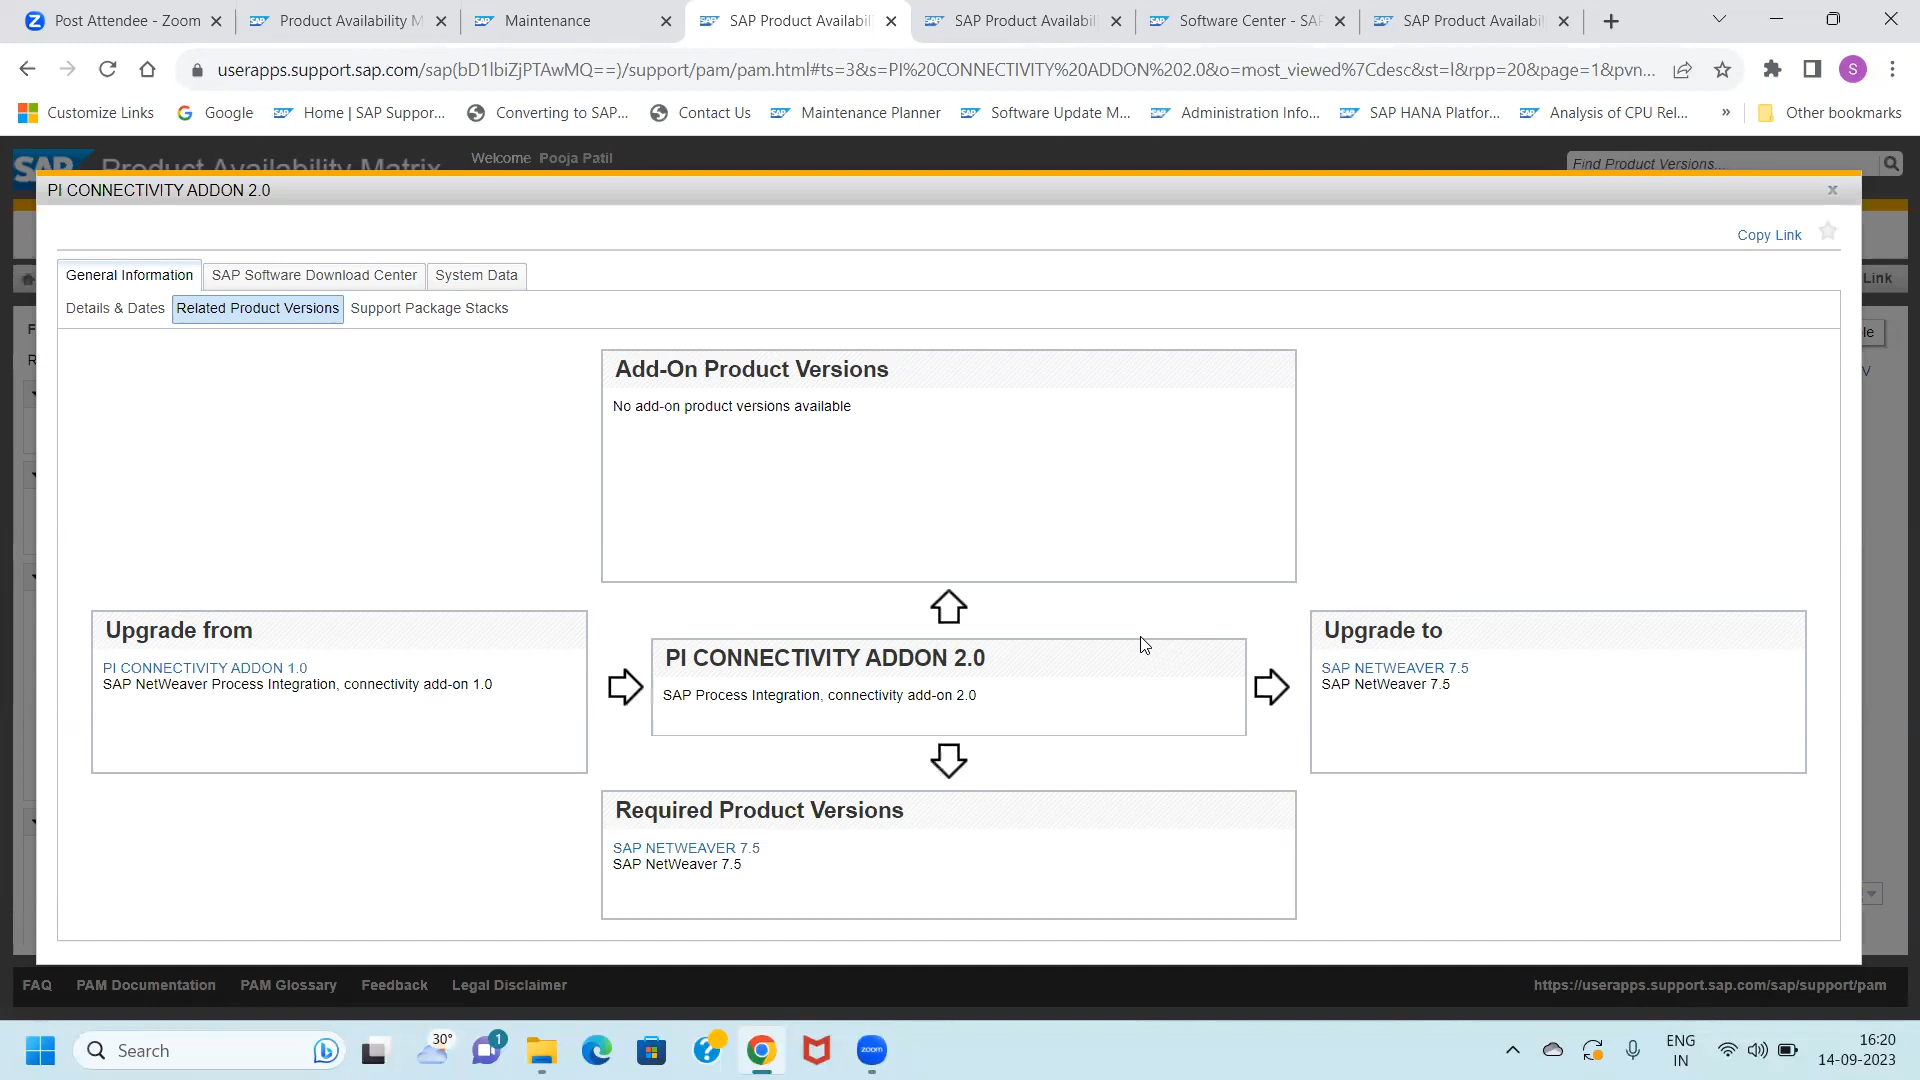 Post Attendee - Zoom
Product Availability M
Maintenance
SAP Product Availabil
SAP Product Availabil
Software Center - SAP
SAP Product Availabil
userapps.support.sap.com/sap(bD1lbiZjPTAwMQ==)/support/pam/pam.html#ts=3&s=PI%20CONNECTIVITY%20ADDON%202.0&o=most_viewed%7Cdesc&st=l&rpp=20&page=1&pvn...
S
Customize Links
Google
Home | SAP Suppor...
Converting to SAP...
Contact Us
Maintenance Planner
Software Update M...
Administration Info...
SAP HANA Platfor...
Analysis of CPU Rel...
»
Other bookmarks
SAP Product Availability Matrix
Welcome Pooja Patil
Find Product Versions...
PI CONNECTIVITY ADDON 2.0
Copy Link
General Information
SAP Software Download Center
System Data
Link
Details & Dates
Related Product Versions
Support Package Stacks
Add-On Product Versions
No add-on product versions available
Upgrade from
PI CONNECTIVITY ADDON 1.0
SAP NetWeaver Process Integration, connectivity add-on 1.0
PI CONNECTIVITY ADDON 2.0
SAP Process Integration, connectivity add-on 2.0
Upgrade to
SAP NETWEAVER 7.5
SAP NetWeaver 7.5
Required Product Versions
SAP NETWEAVER 7.5
SAP NetWeaver 7.5
FAQ
PAM Documentation
PAM Glossary
Feedback
Legal Disclaimer
https://userapps.support.sap.com/sap/support/pam
Search
30°
1
zoom
ENG
IN
16:20
14-09-2023